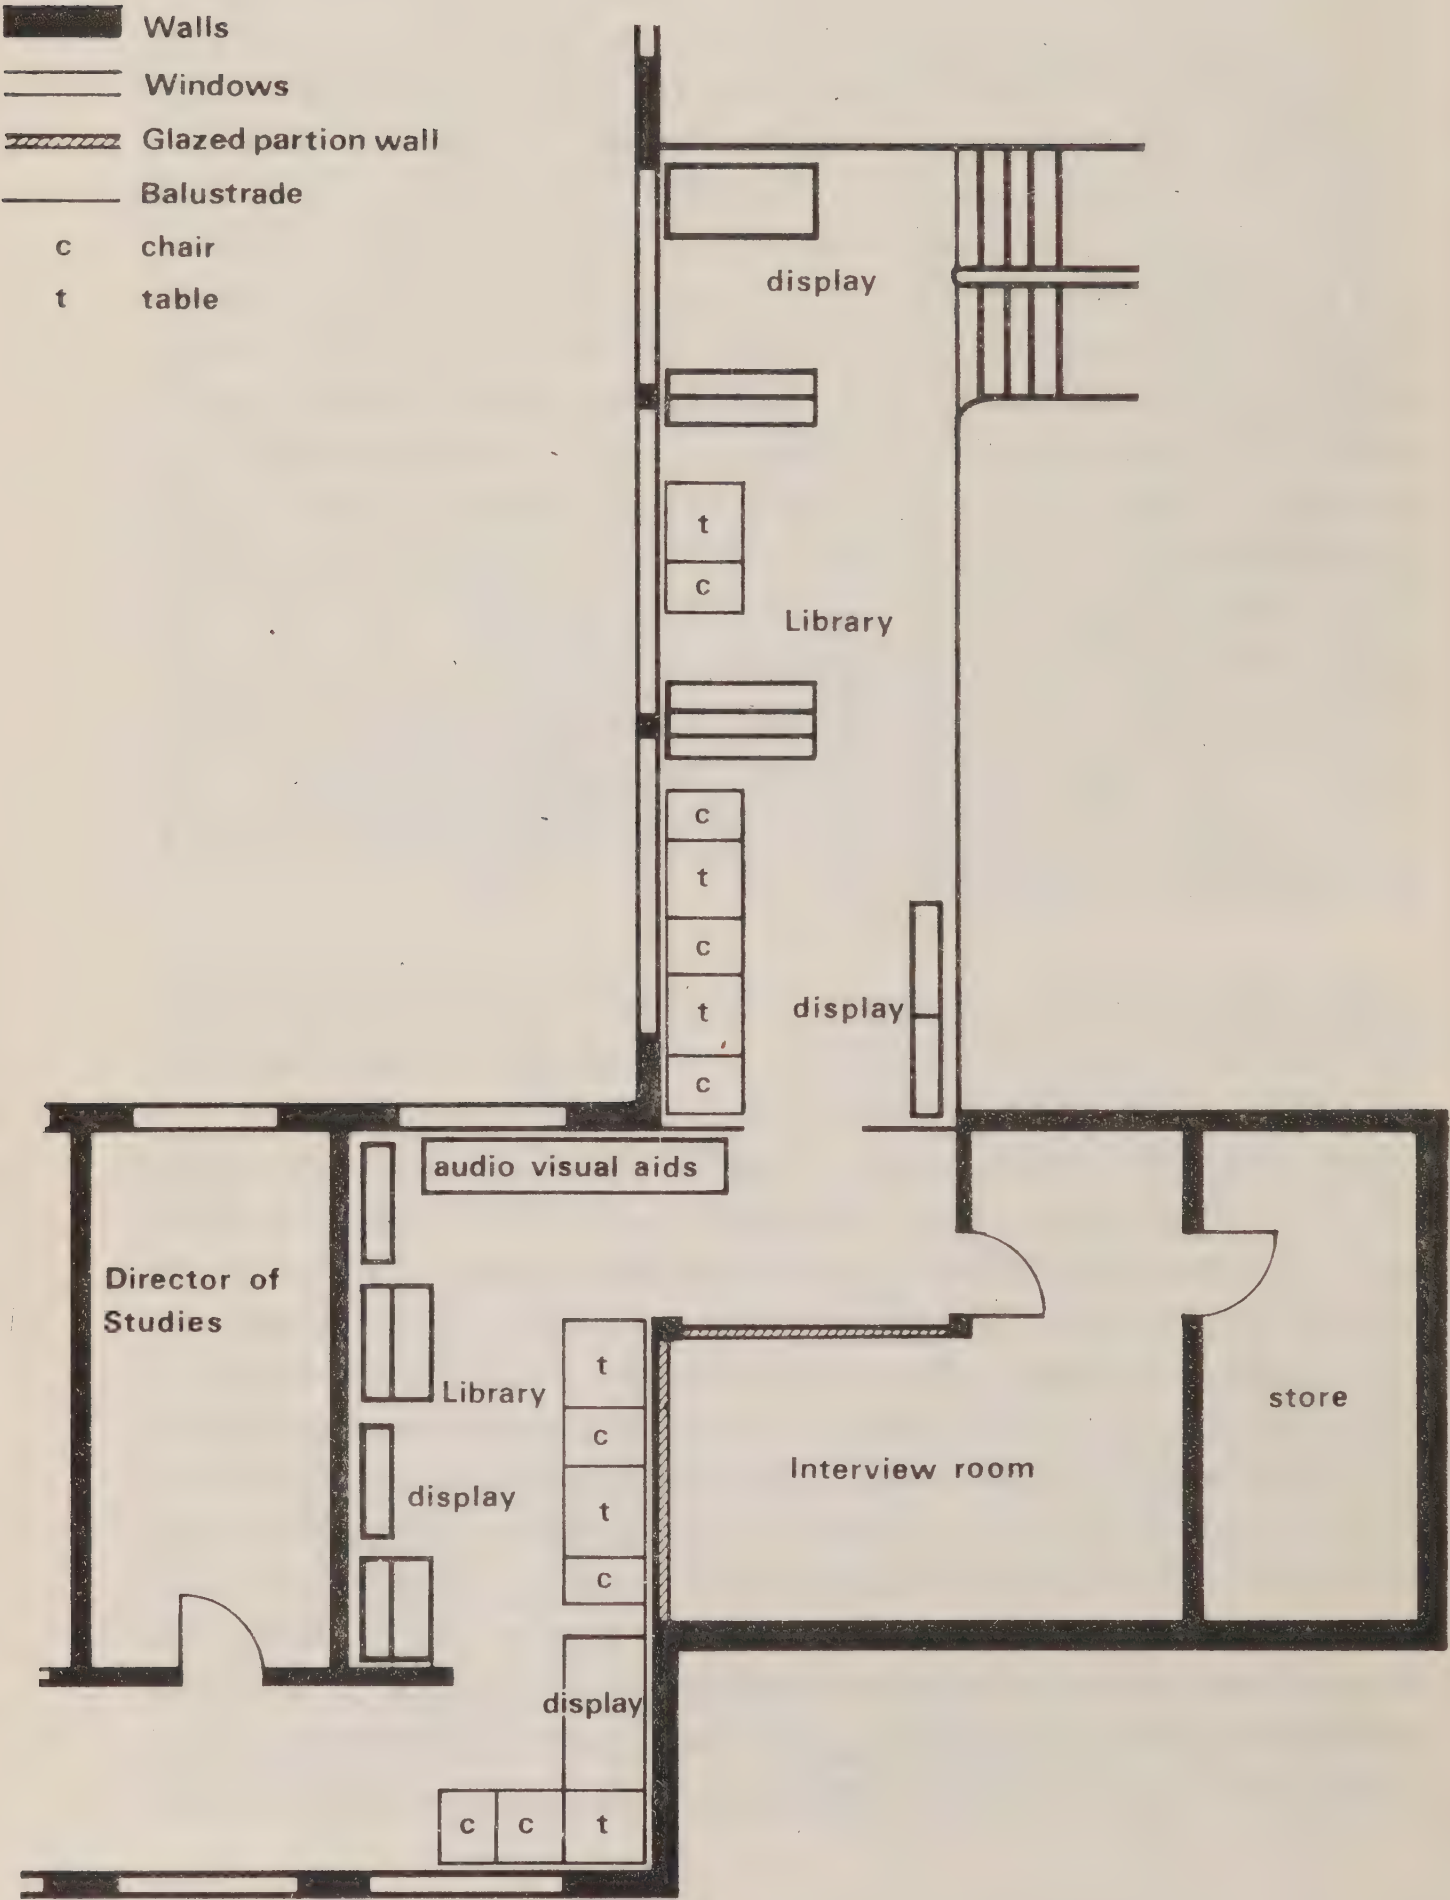 Walls
Windows
Glazed partion wall
Balustrade
c chair
t table
display
t
c
Library
c
t
c
t
display
c
audio visual aids
Director of
Studies
t
Library
c
store
Interview room
display
t
c
display
c c t